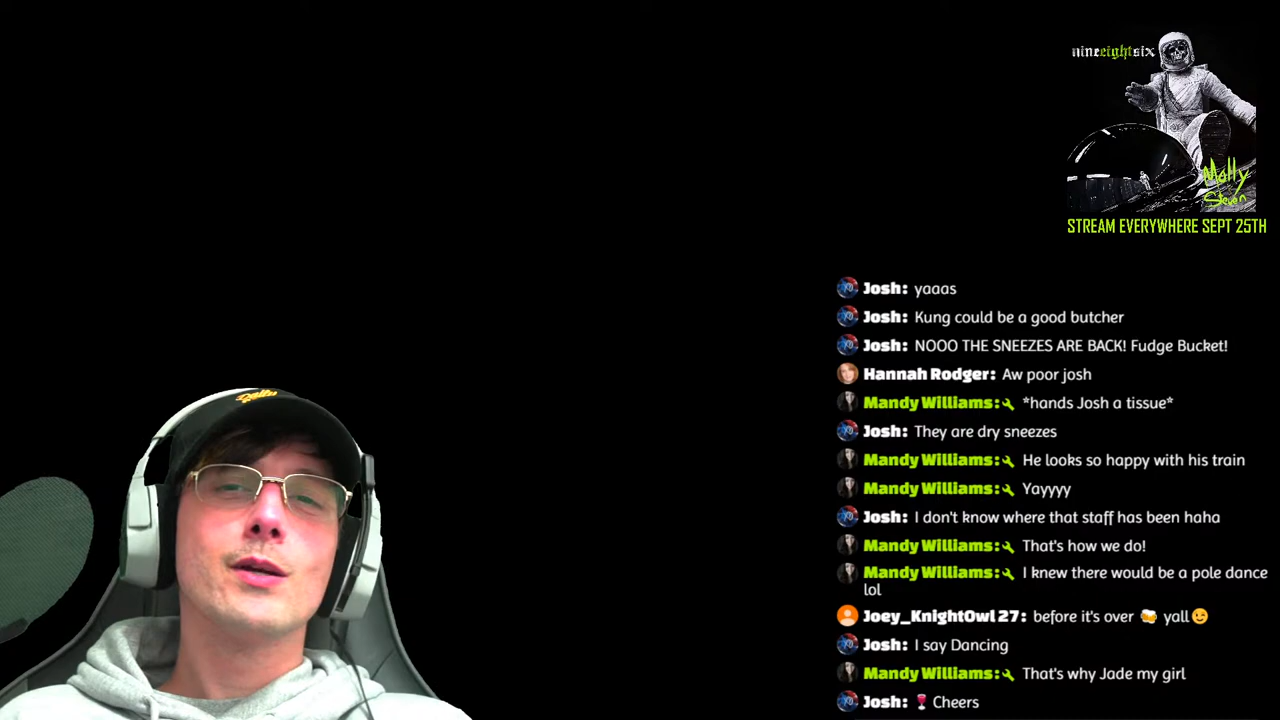 nineeightsix
Molly
Steven
STREAM EVERYWHERE SEPT 25TH
Josh: yaaas
Josh: Kung could be a good butcher
Josh: NOOO THE SNEEZES ARE BACK! Fudge Bucket!
Hannah Rodger: Aw poor josh
Mandy Williams: *hands Josh a tissue*
Josh: They are dry sneezes
Mandy Williams: He looks so happy with his train
Mandy Williams: Yayyyy
Josh: I don't know where that staff has been haha
Mandy Williams: That's how we do!
Mandy Williams: I knew there would be a pole dance
lol
Joey_KnightOwl 27: before it's over 🍻 yall😉
Josh: I say Dancing
Mandy Williams: That's why Jade my girl
Josh: 🍷 Cheers